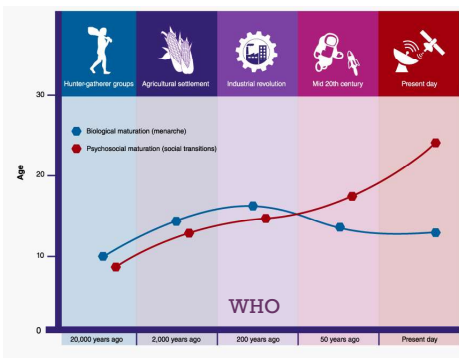 Hunter-gatherer groups
Agricultural settlement
Industrial revolution
Mid 20th century
Present day
30
Biological maturation (menarche)
Psychosocial maturation (social transitions)
Age
20
10
WHO
0
20,000 years ago
2,000 years ago
200 years ago
50 years ago
Present day